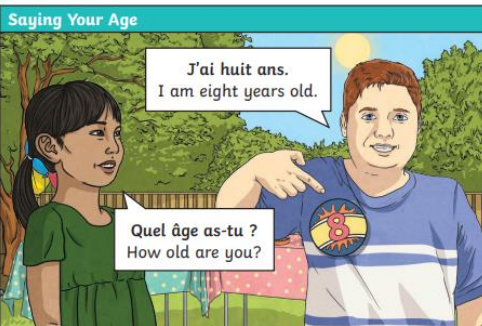 Saying Your Age
J'ai huit ans.
I am eight years old.
8
Quel âge as-tu ?
How old are you?